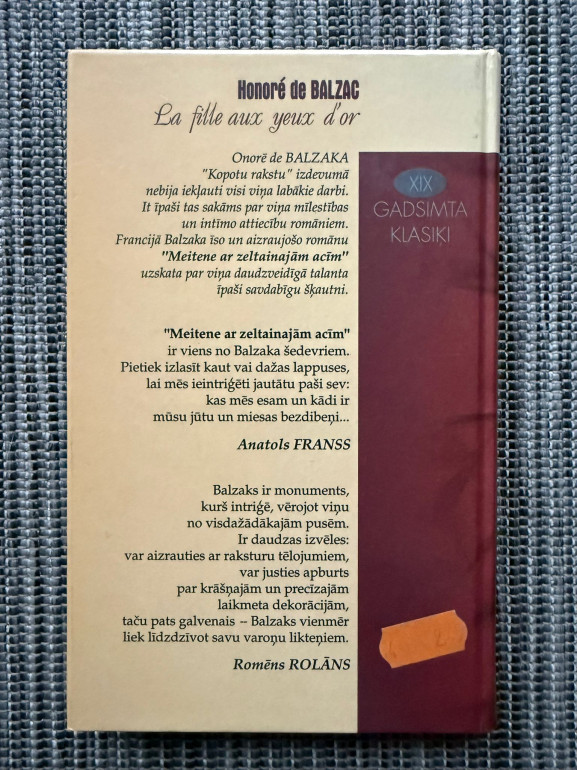 Honoré de BALZAC
La fille aux yeux d'or
Onorē de BALZAKA
"Kopotu rakstu" izdevumā
nebija iekļauti visi viņa labākie darbi.
It īpaši tas sakāms par viņa mīlestības
un intīmo attiecību romāniem.
Francijā Balzaka īso un aizraujošo romānu
"Meitene ar zeltainajām acīm"
uzskata par viņa daudzveidīgā talanta
īpaši savdabīgu šķautni.
"Meitene ar zeltainajām acīm"
ir viens no Balzaka šedevriem.
Pietiek izlasīt kaut vai dažas lappuses,
lai mēs ieintriģēti jautātu paši sev:
kas mēs esam un kādi ir
mūsu jūtu un miesas bezdibeņi...
Anatols FRANSS
Balzaks ir monuments,
kurš intriģē, vērojot viņu
no visdažādākajām pusēm.
Ir daudzas izvēles:
var aizrauties ar raksturu tēlojumiem,
var justies apburts
par krāšņajām un precīzajām
laikmeta dekorācijām,
taču pats galvenais – Balzaks vienmēr
liek līdzdzīvot savu varoņu likteņiem.
Romēns ROLĀNS
XIX
GADSIMTA
KLASIĶI